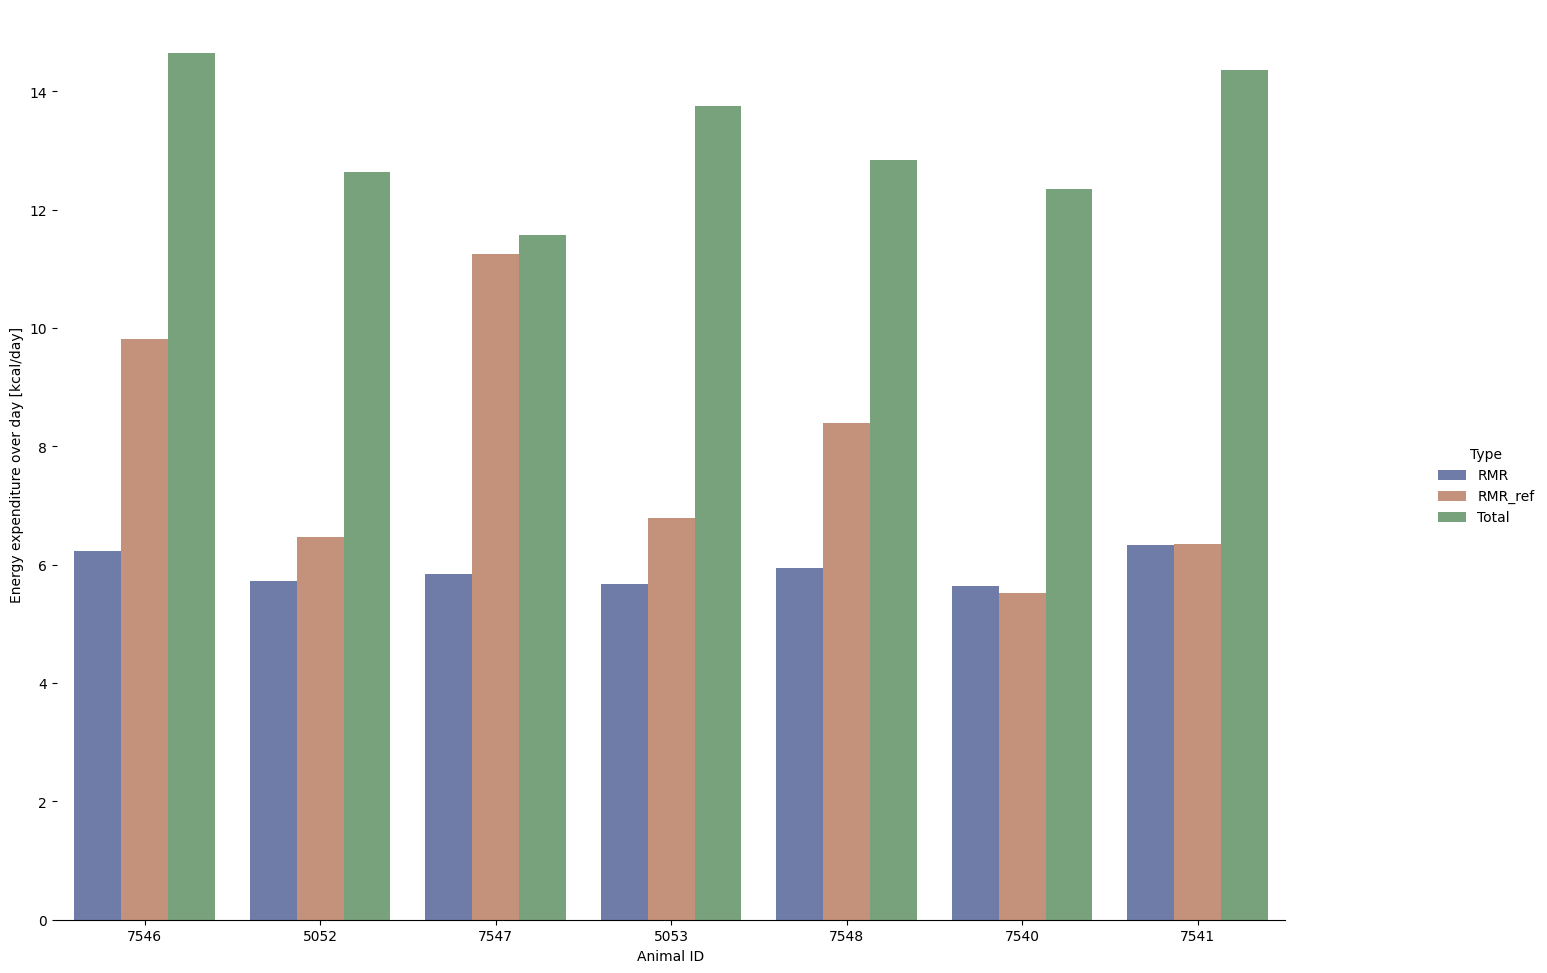 Energy expenditure over day [kcal/day]
14
12
10
8
6
4
2
0
7546 5052 7547 5053 7548 7540 7541
Animal ID
Type
RMR
RMR_ref
Total